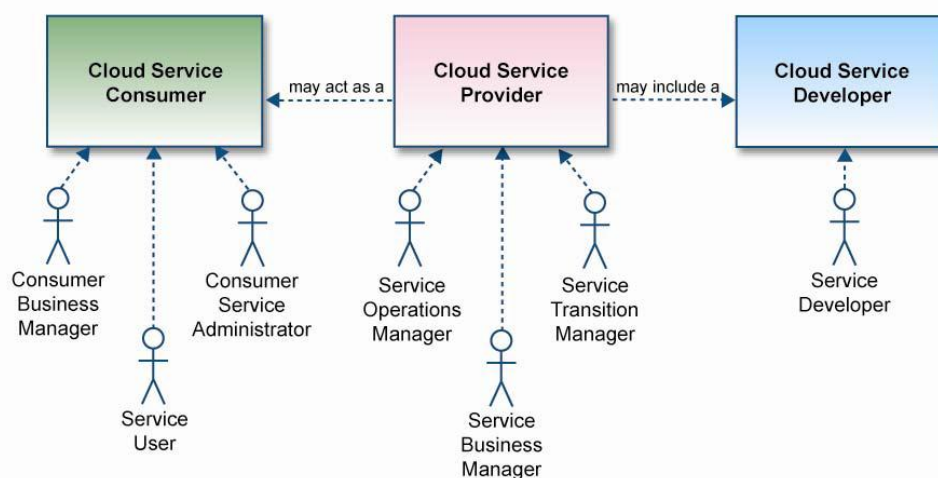 Cloud Service
Consumer
may act as a
Cloud Service
Provider
may include a
Cloud Service
Developer
Consumer
Business
Manager
Service
User
Consumer
Service
Administrator
Service
Operations
Manager
Service
Business
Manager
Service
Transition
Manager
Service
Developer